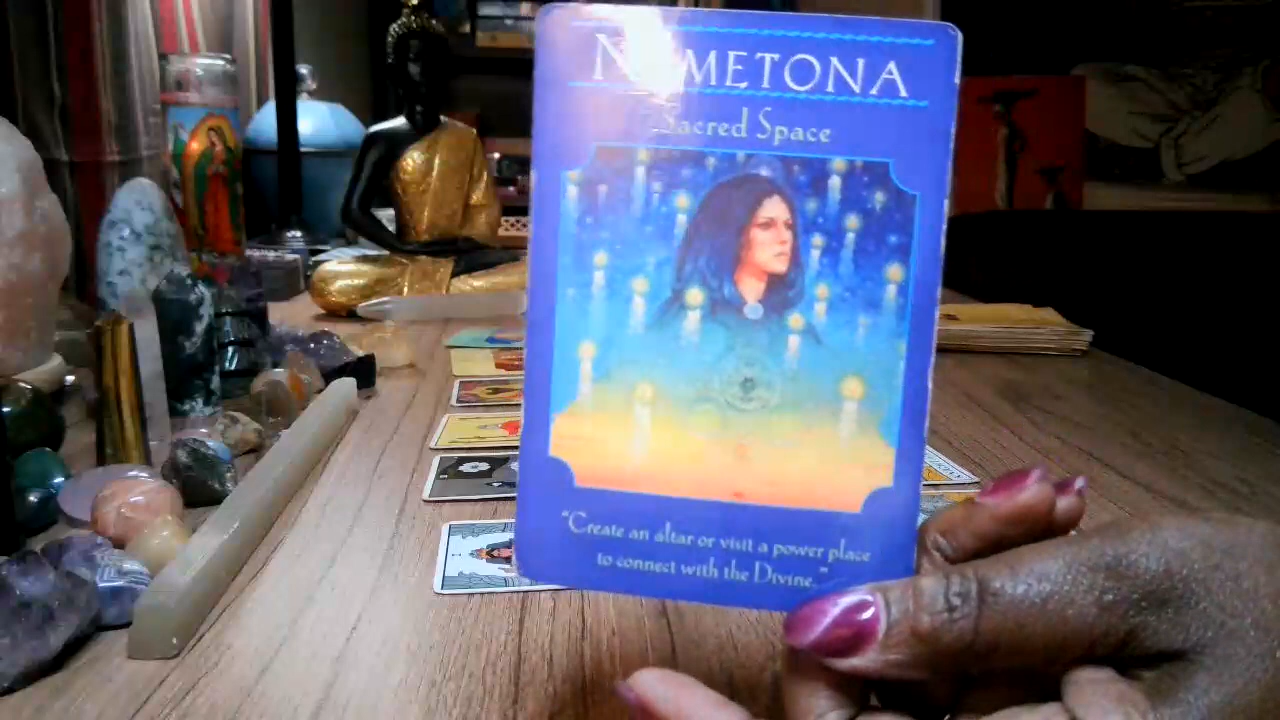 NEMETONA
Sacred Space
"Create an altar or visit a power place
to connect with the Divine."